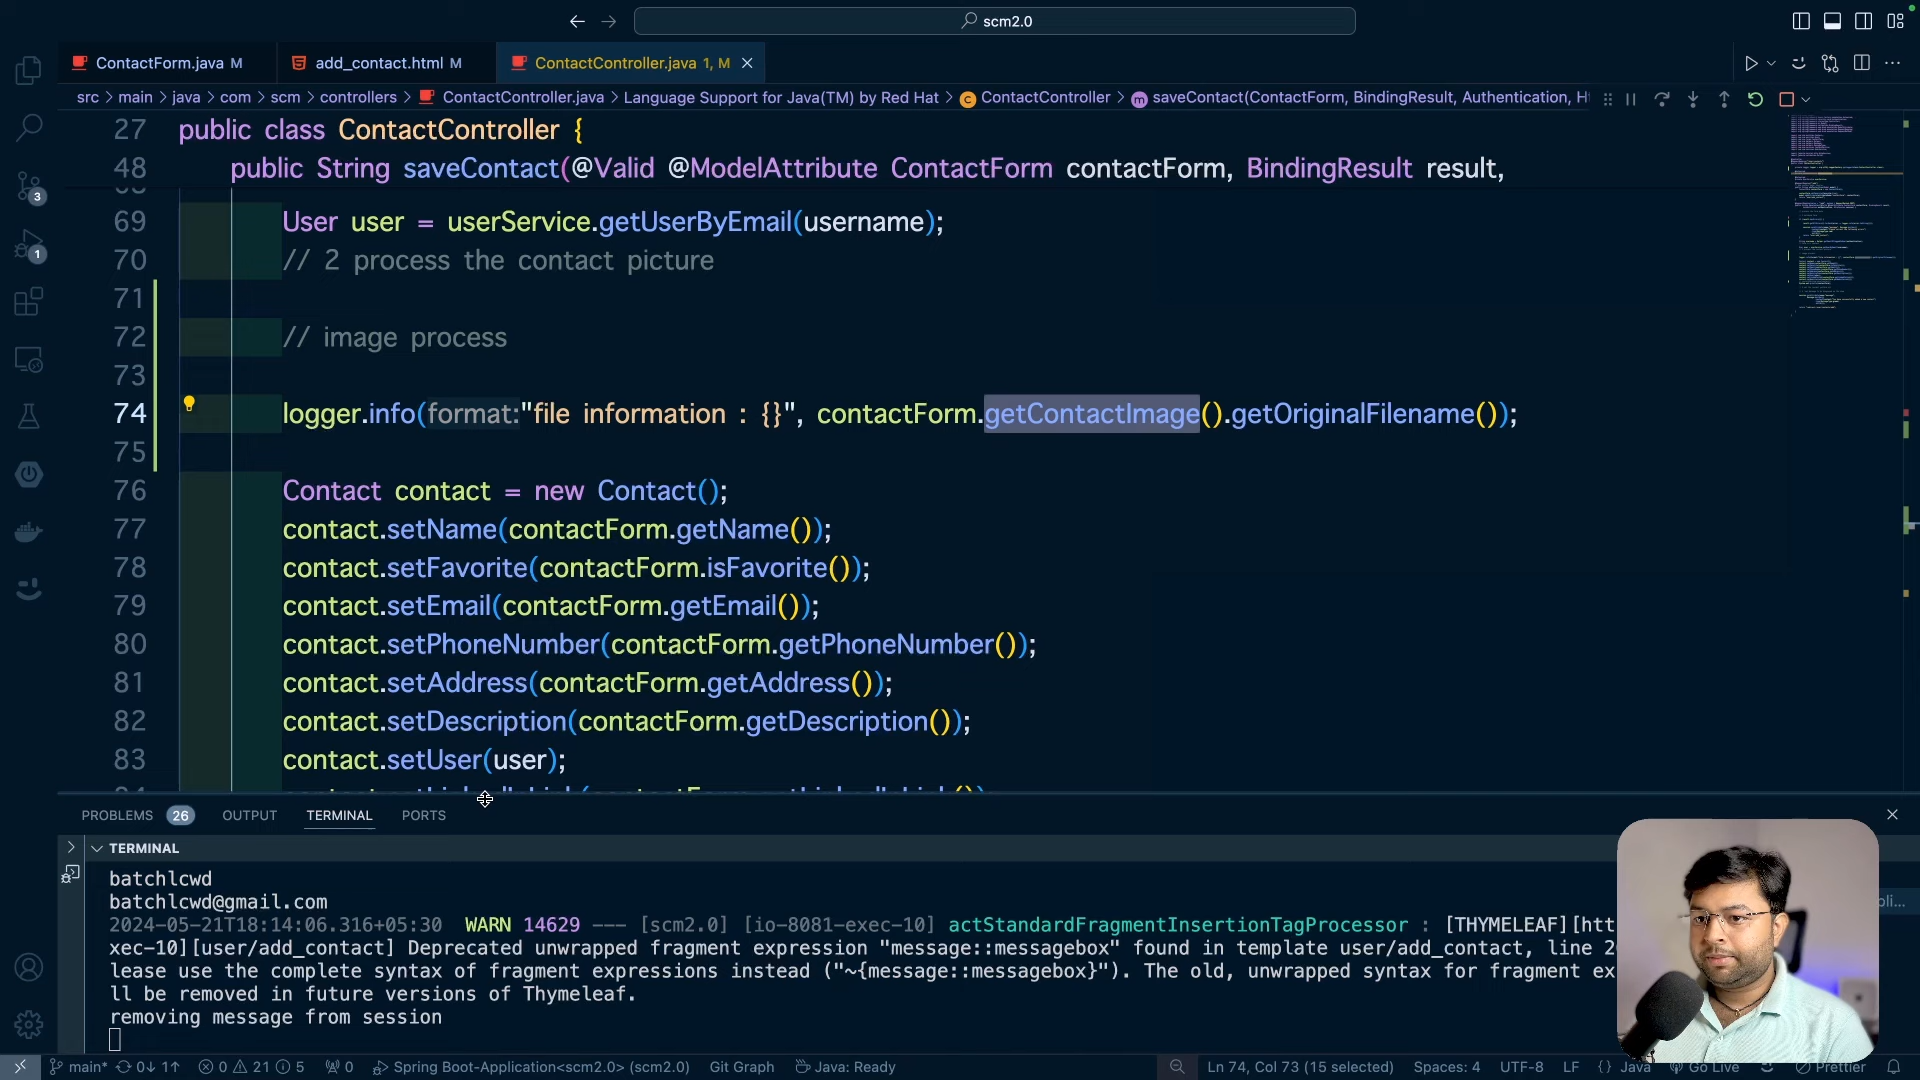 scm2.0
ContactForm.java M
add_contact.html M
ContactController.java 1, M
src > main > java > com > scm > controllers > ContactController.java > Language Support for Java(TM) by Red Hat > ContactController > saveContact(ContactForm, BindingResult, Authentication, H
27 public class ContactController {
48 public String saveContact(@Valid @ModelAttribute ContactForm contactForm, BindingResult result,
69 User user = userService.getUserByEmail(username);
70 // 2 process the contact picture
71
72 // image process
73
74 logger.info(format:"file information : {}", contactForm.getContactImage().getOriginalFilename());
75
76 Contact contact = new Contact();
77 contact.setName(contactForm.getName());
78 contact.setFavorite(contactForm.isFavorite());
79 contact.setEmail(contactForm.getEmail());
80 contact.setPhoneNumber(contactForm.getPhoneNumber());
81 contact.setAddress(contactForm.getAddress());
82 contact.setDescription(contactForm.getDescription());
83 contact.setUser(user);
PROBLEMS 26 OUTPUT TERMINAL PORTS
TERMINAL
batchlcwd
batchlcwd@gmail.com
2024-05-21T18:14:06.316+05:30 WARN 14629 --- [scm2.0] [io-8081-exec-10] actStandardFragmentInsertionTagProcessor : [THYMELEAF][htt
xec-10][user/add_contact] Deprecated unwrapped fragment expression "message::messagebox" found in template user/add_contact, line 2
lease use the complete syntax of fragment expressions instead ("~{message::messagebox}"). The old, unwrapped syntax for fragment ex
ll be removed in future versions of Thymeleaf.
removing message from session
3
1
main* 0↓ 1↑ 0 21 5 0 Spring Boot-Application<scm2.0> (scm2.0) Git Graph Java: Ready Ln 74, Col 73 (15 selected) Spaces: 4 UTF-8 LF {} Java Go Live Prettier